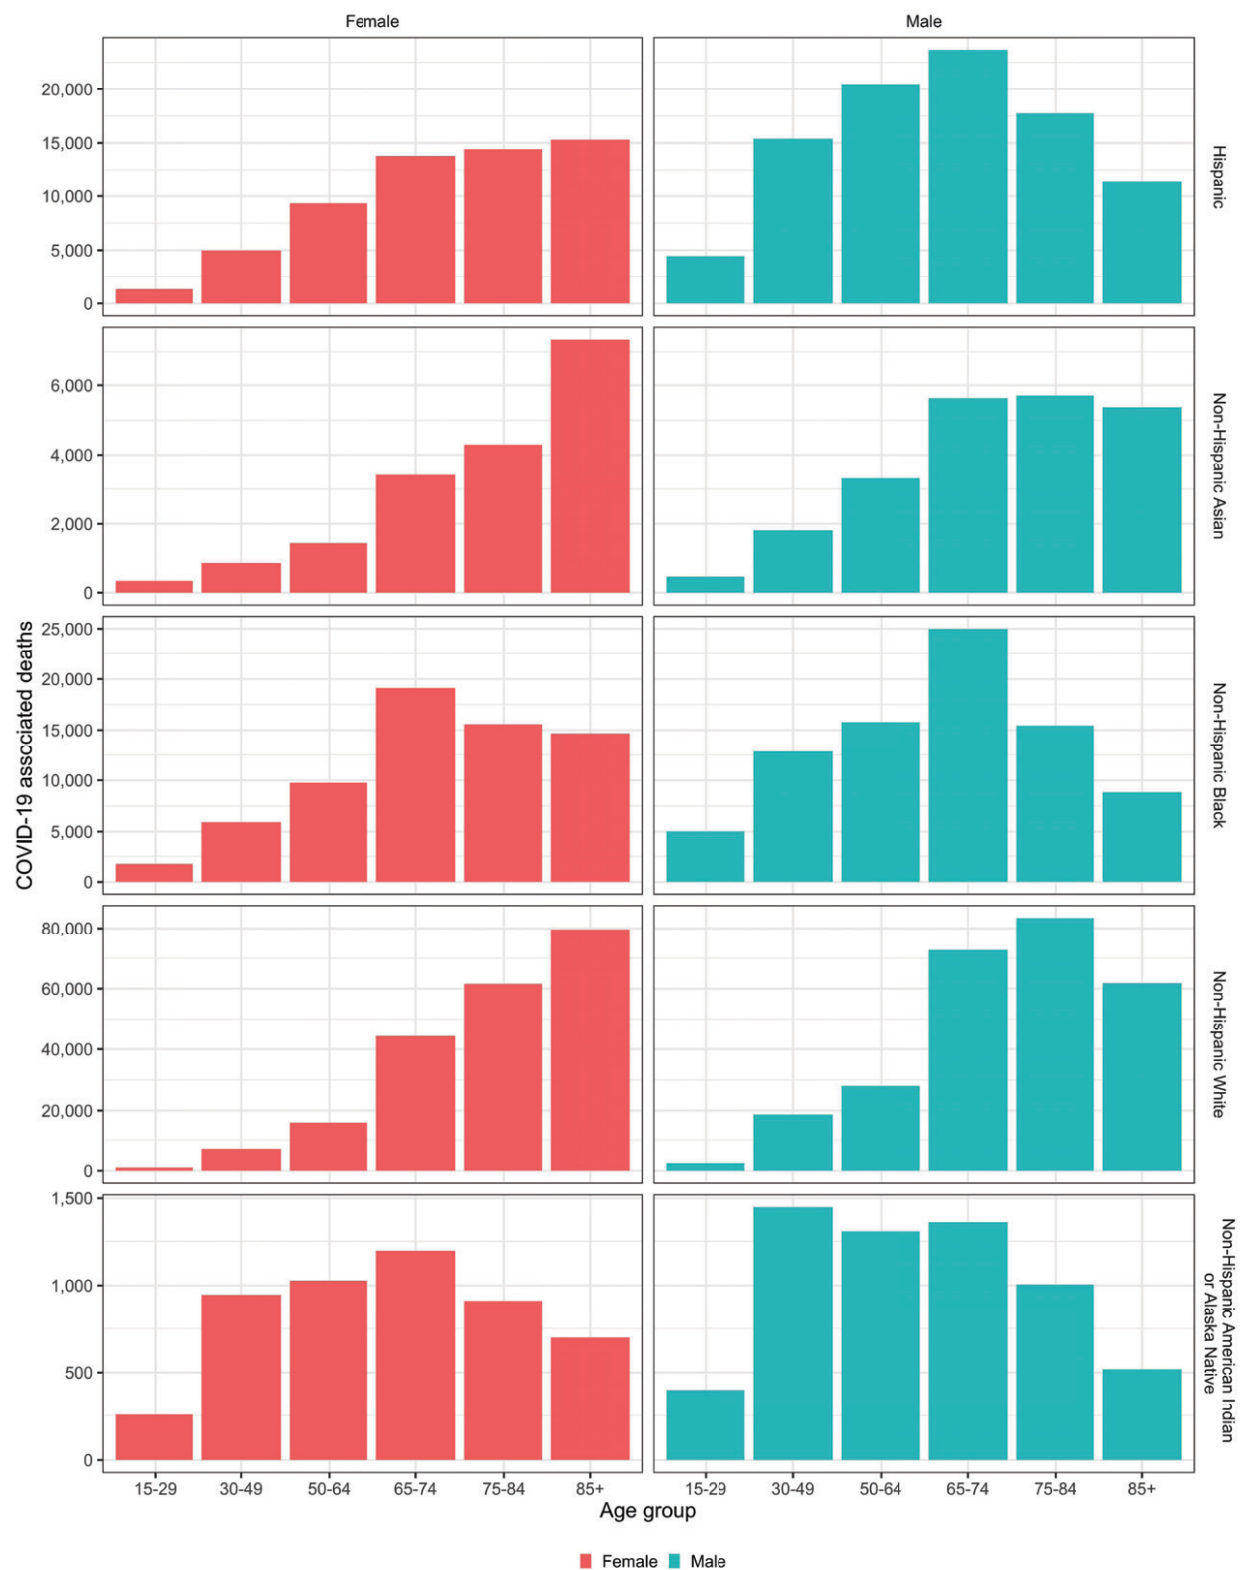 Female Male
20,000
15,000
10,000
5,000
0
Hispanic
6,000
4,000
2,000
0
Non-Hispanic Asian
25,000
20,000
15,000
10,000
5,000
0
Non-Hispanic Black
80,000
60,000
40,000
20,000
0
Non-Hispanic White
1,500
1,000
500
0
Non-Hispanic American Indian
or Alaska Native
COVID-19 asscciated deaths
15-29 30-49 50-64 65-74 75-84 85+ 15-29 30-49 50-64 65-74 75-84 85+
Age group
Female Male